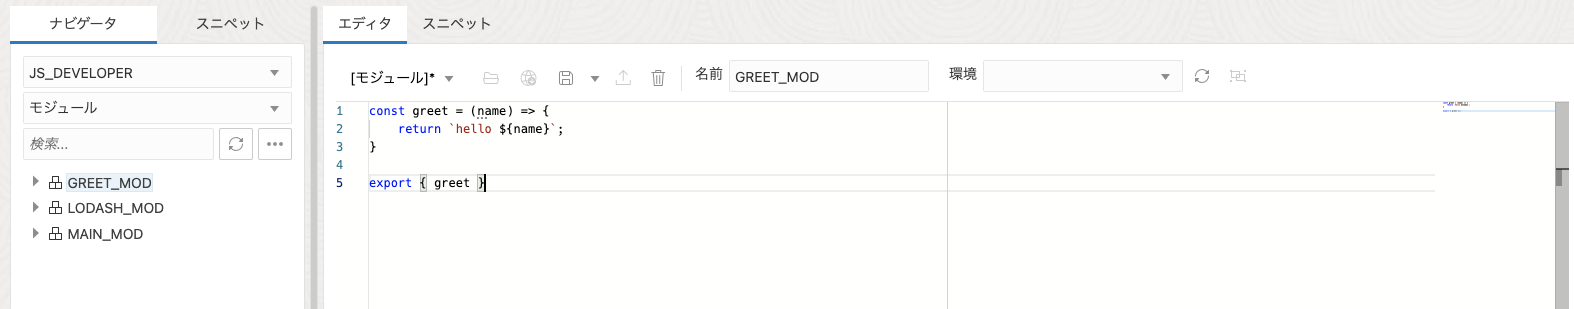 ナビゲータ スニペット
JS_DEVELOPER
モジュール
検索...
GREET_MOD
LODASH_MOD
MAIN_MOD
エディタ スニペット
[モジュール]* 名前 GREET_MOD 環境
1 const greet = (name) => {
2 return `hello ${name}`;
3 }
4
5 export { greet }